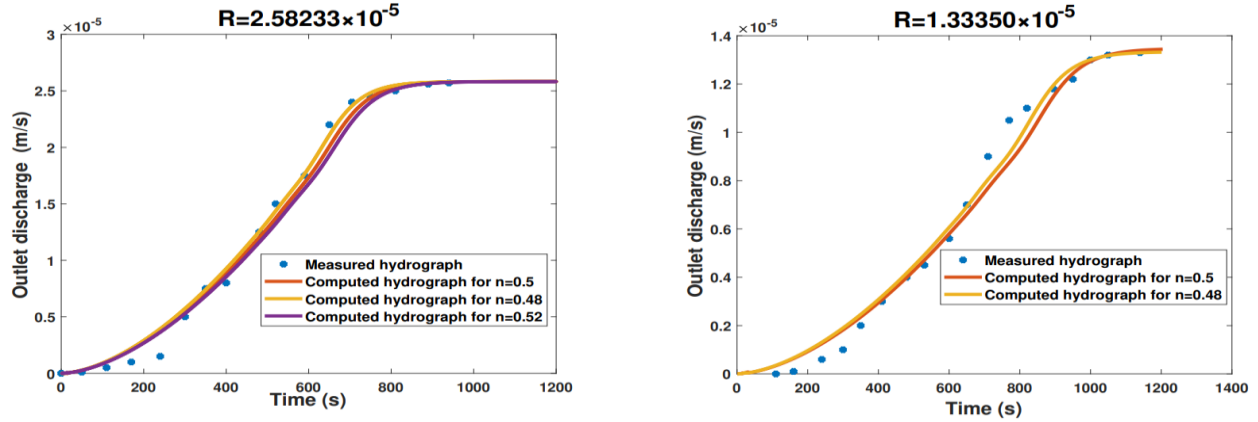 R=2.58233×10⁻⁵
×10⁻⁵
3
2.5
2
1.5
1
0.5
0
Outlet discharge (m/s)
Measured hydrograph
Computed hydrograph for n=0.5
Computed hydrograph for n=0.48
Computed hydrograph for n=0.52
0 200 400 600 800 1000 1200
Time (s)
R=1.33350×10⁻⁵
×10⁻⁵
1.4
1.2
1
0.8
0.6
0.4
0.2
0
Outlet discharge (m/s)
Measured hydrograph
Computed hydrograph for n=0.5
Computed hydrograph for n=0.48
0 200 400 600 800 1000 1200 1400
Time (s)